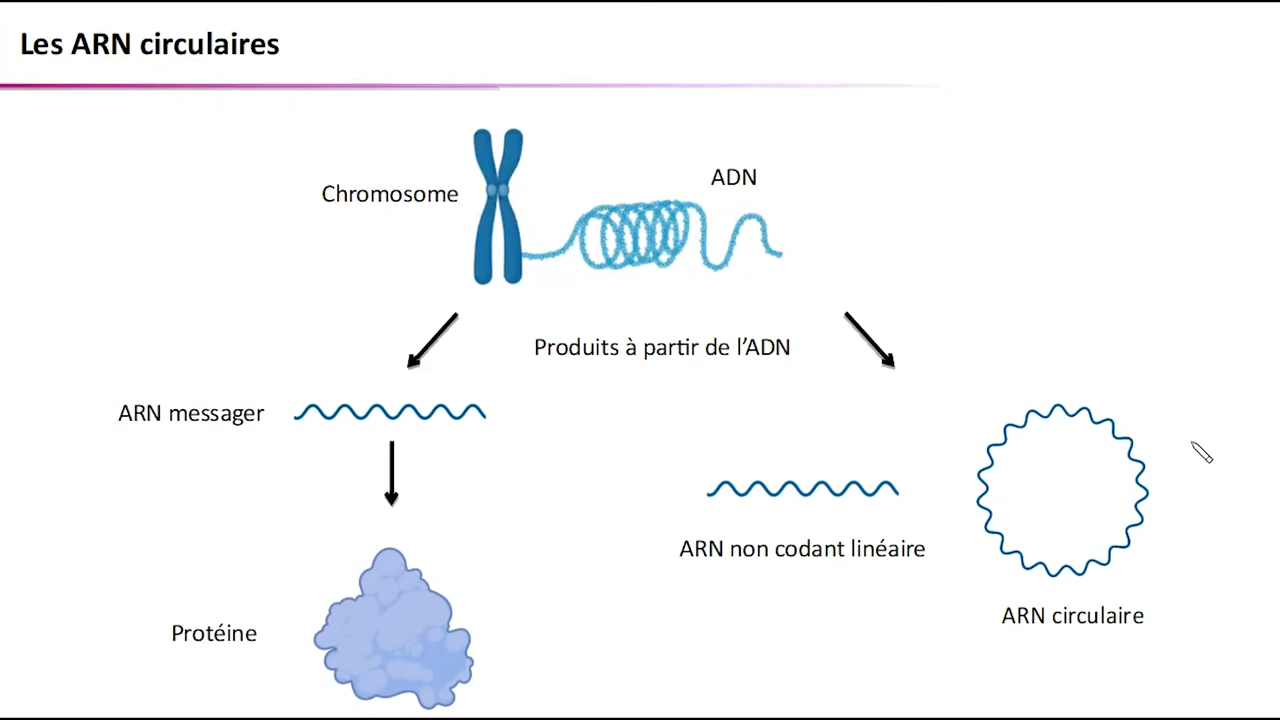 Les ARN circulaires
Chromosome
ADN
Produits à partir de l’ADN
ARN messager
ARN non codant linéaire
ARN circulaire
Protéine